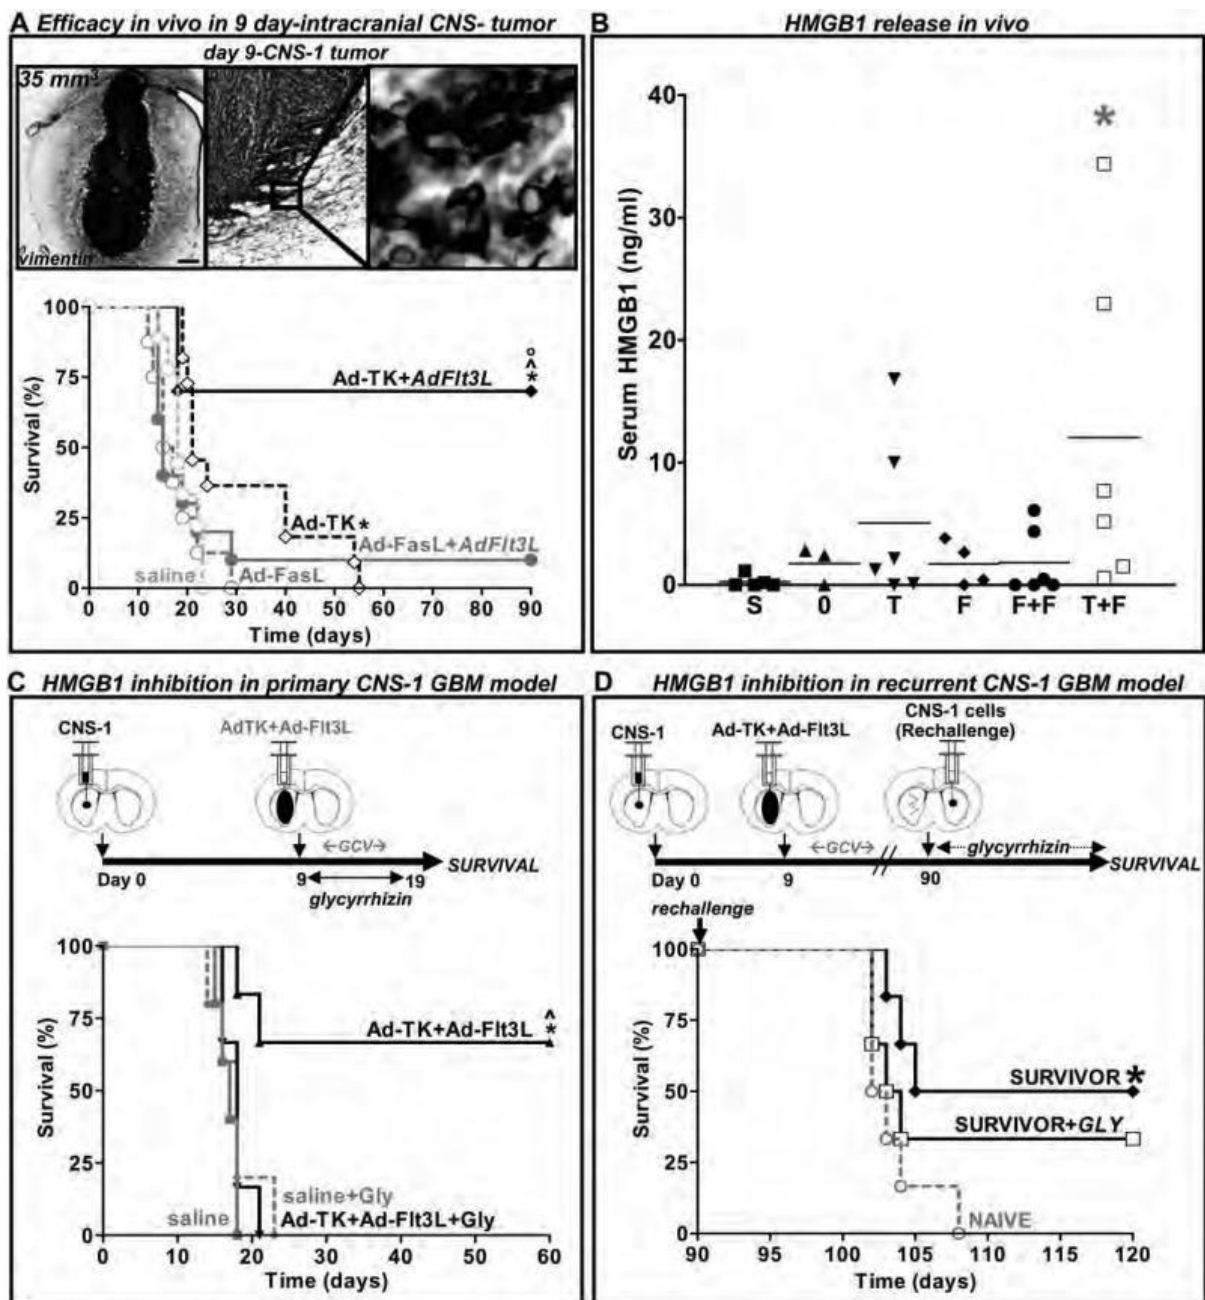 A Efficacy in vivo in 9 day-intracranial CNS- tumor
day 9-CNS-1 tumor
35 mm3
vimentin
Survival (%)
100
75
50
25
0
Ad-TK+AdFlt3L
°
^
*
Ad-TK *
Ad-FasL+AdFlt3L
saline
Ad-FasL
0 10 20 30 40 50 60 70 80 90
Time (days)
B HMGB1 release in vivo
Serum HMGB1 (ng/ml)
40
30
20
10
0
*
S 0 T F F+F T+F
C HMGB1 inhibition in primary CNS-1 GBM model
CNS-1
AdTK+Ad-Flt3L
←GCV→
SURVIVAL
Day 0 9 19
glycyrrhizin
Survival (%)
100
75
50
25
0
Ad-TK+Ad-Flt3L
^
*
saline+Gly
saline
Ad-TK+Ad-Flt3L+Gly
0 10 20 30 40 50 60
Time (days)
D HMGB1 inhibition in recurrent CNS-1 GBM model
CNS-1
Ad-TK+Ad-Flt3L
CNS-1 cells
(Rechallenge)
←GCV→
glycyrrhizin
SURVIVAL
Day 0 9 90
rechallenge
Survival (%)
100
75
50
25
0
SURVIVOR *
SURVIVOR+GLY
NAIVE
90 95 100 105 110 115 120
Time (days)